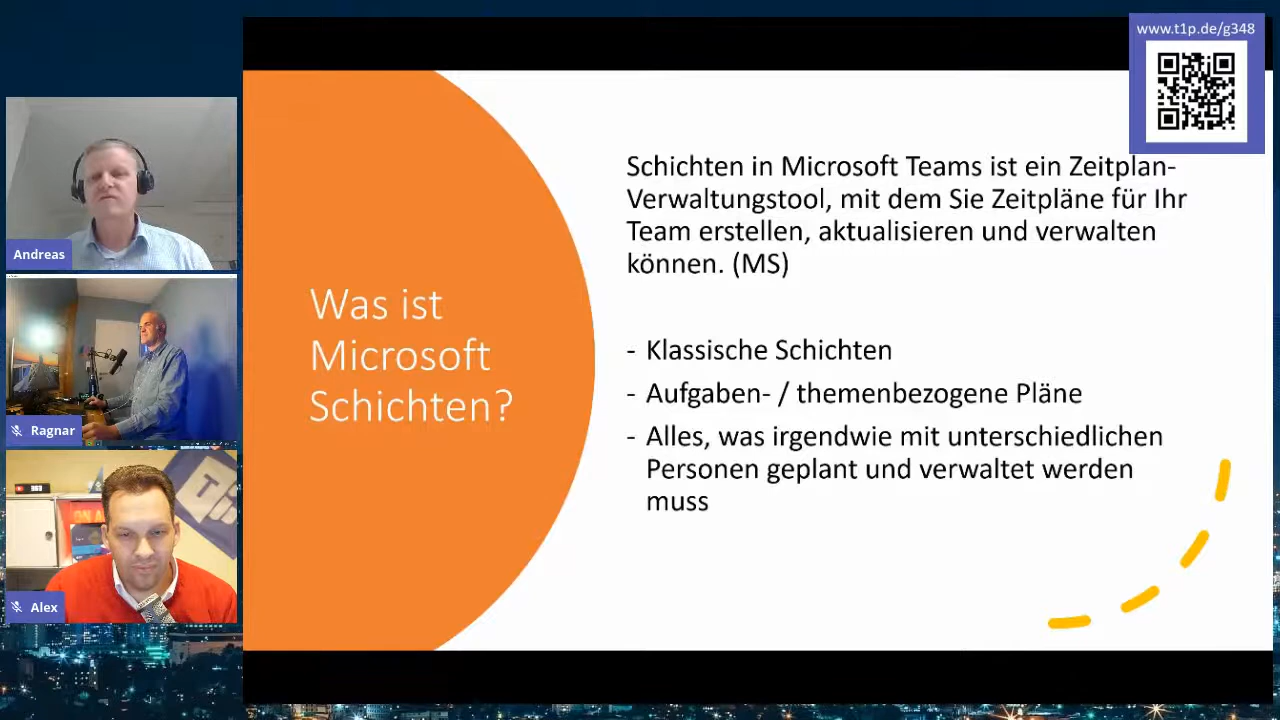 www.t1p.de/g348
Was ist
Microsoft
Schichten?
Schichten in Microsoft Teams ist ein Zeitplan-
Verwaltungstool, mit dem Sie Zeitpläne für Ihr
Team erstellen, aktualisieren und verwalten
können. (MS)
- Klassische Schichten
- Aufgaben- / themenbezogene Pläne
- Alles, was irgendwie mit unterschiedlichen
Personen geplant und verwaltet werden
muss
Andreas
Ragnar
Alex